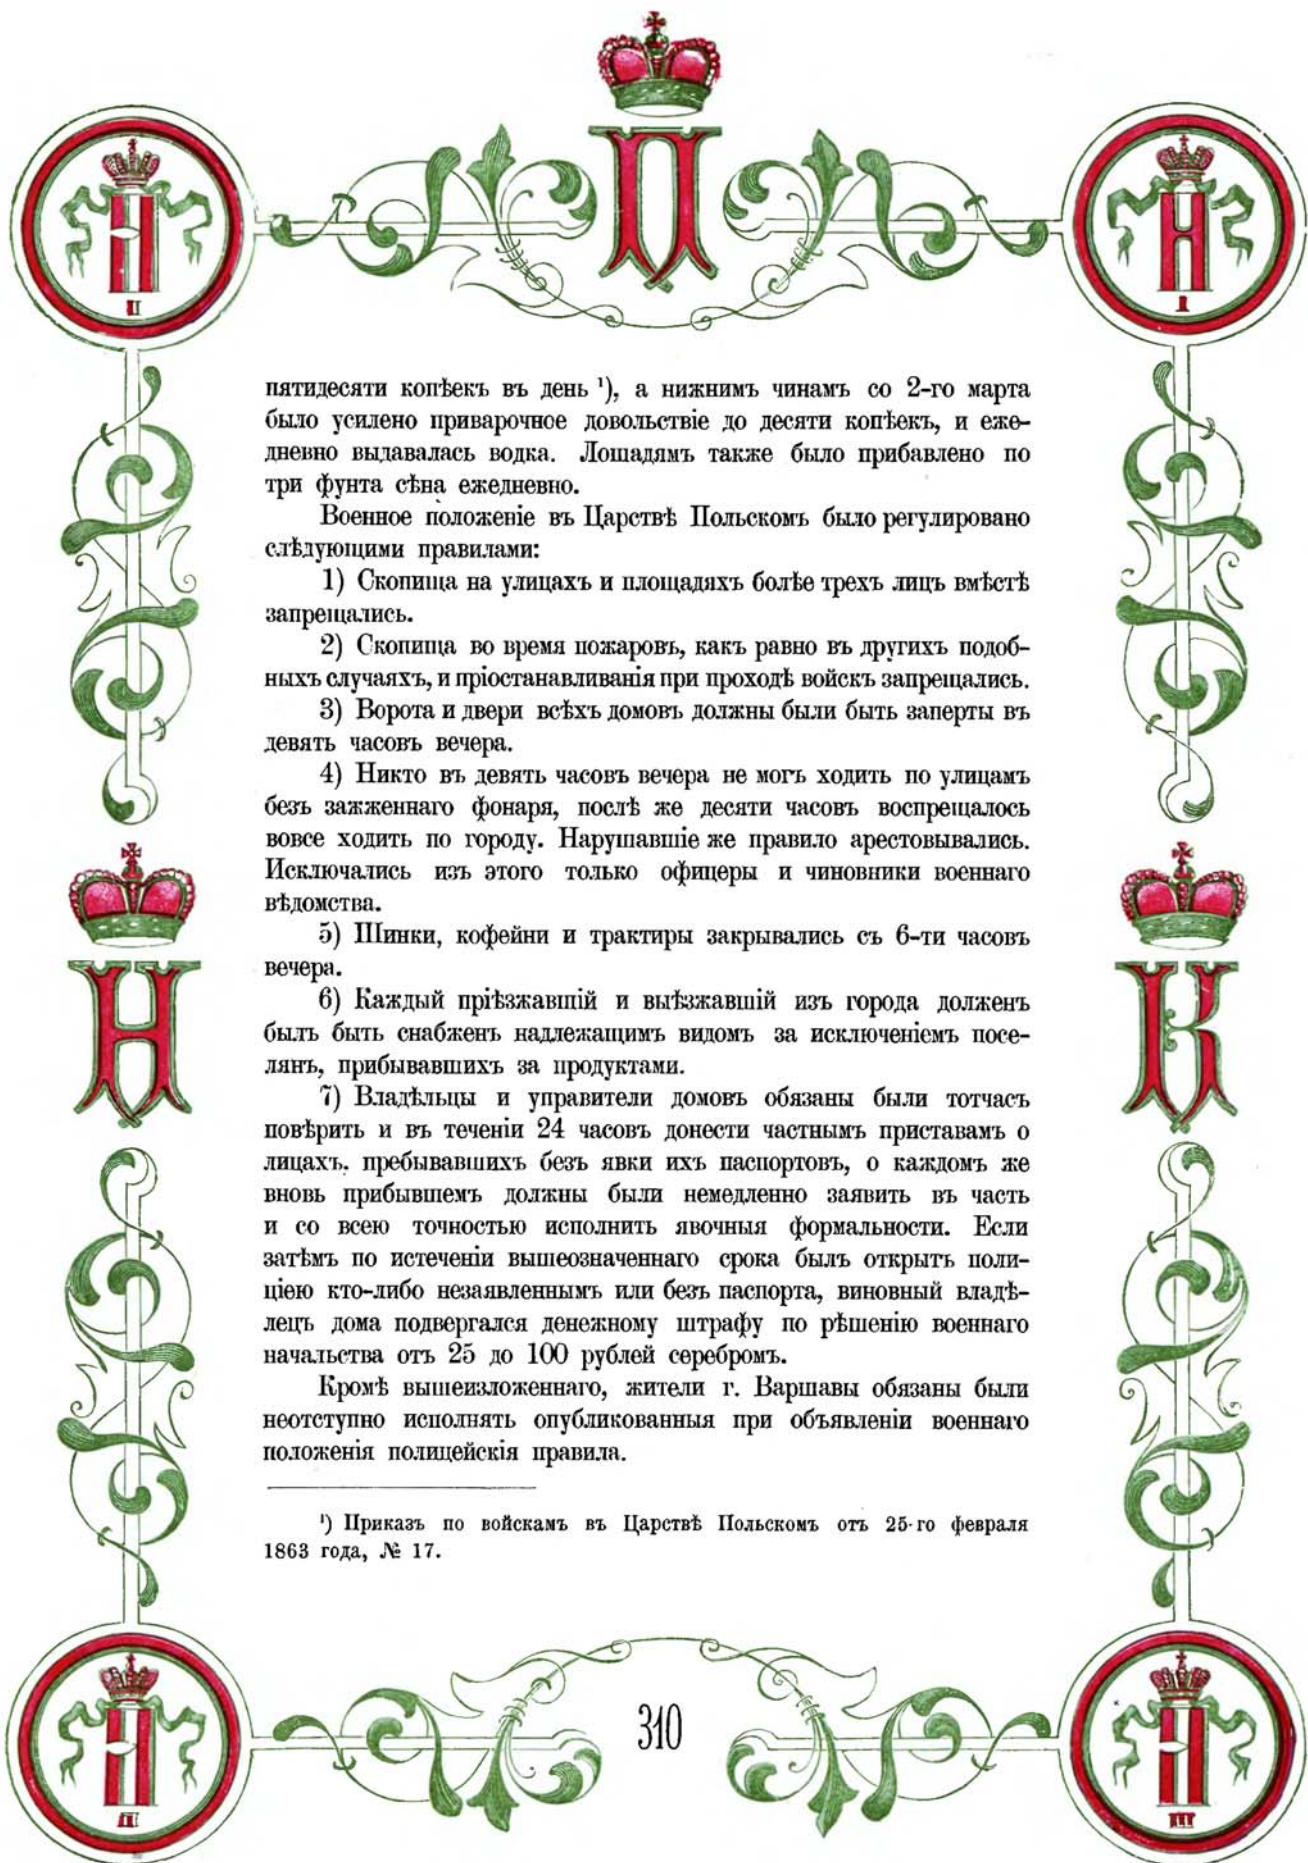 П
II
I
пятидесяти копѣекъ въ день ¹), а нижнимъ чинамъ со 2-го марта
было усилено приварочное довольствіе до десяти копѣекъ, и еже-
дневно выдавалась водка. Лошадямъ также было прибавлено по
три фунта сѣна ежедневно.
Военное положеніе въ Царствѣ Польскомъ было регулировано
слѣдующими правилами:
1) Скопища на улицахъ и площадяхъ болѣе трехъ лицъ вмѣстѣ
запрещались.
2) Скопища во время пожаровъ, какъ равно въ другихъ подоб-
ныхъ случаяхъ, и пріостанавливанія при проходѣ войскъ запрещались.
3) Ворота и двери всѣхъ домовъ должны были быть заперты въ
девять часовъ вечера.
4) Никто въ девять часовъ вечера не могъ ходить по улицамъ
безъ зажженнаго фонаря, послѣ же десяти часовъ воспрещалось
вовсе ходить по городу. Нарушавшіе же правило арестовывались.
Исключались изъ этого только офицеры и чиновники военнаго
вѣдомства.
5) Шинки, кофейни и трактиры закрывались съ 6-ти часовъ
вечера.
6) Каждый пріѣзжавшій и выѣзжавшій изъ города долженъ
былъ быть снабженъ надлежащимъ видомъ за исключеніемъ посе-
лянъ, прибывавшихъ за продуктами.
7) Владѣльцы и управители домовъ обязаны были тотчасъ
повѣрить и въ теченіи 24 часовъ донести частнымъ приставамъ о
лицахъ, пребывавшихъ безъ явки ихъ паспортовъ, о каждомъ же
вновь прибывшемъ должны были немедленно заявить въ часть
и со всею точностью исполнить явочныя формальности. Если
затѣмъ по истеченіи вышеозначеннаго срока былъ открытъ поли-
ціею кто-либо незаявленнымъ или безъ паспорта, виновный владѣ-
лецъ дома подвергался денежному штрафу по рѣшенію военнаго
начальства отъ 25 до 100 рублей серебромъ.
Кромѣ вышеизложеннаго, жители г. Варшавы обязаны были
неотступно исполнять опубликованныя при объявленіи военнаго
положенія полицейскія правила.
¹) Приказъ по войскамъ въ Царствѣ Польскомъ отъ 25-го февраля
1863 года, № 17.
Н
К
310
II
III